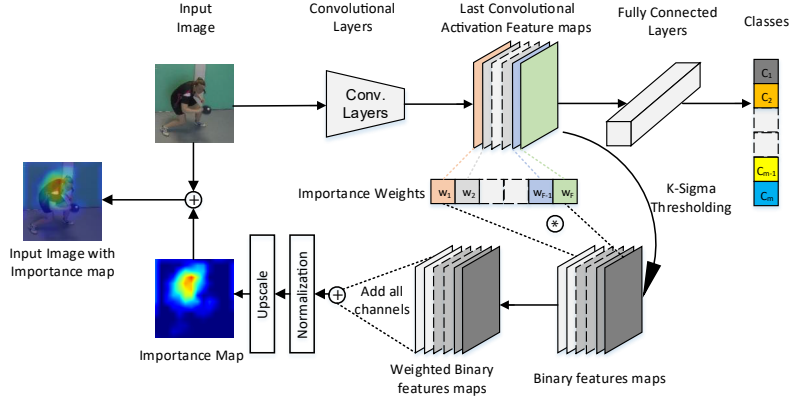 Input
Image
Convolutional
Layers
Last Convolutional
Activation Feature maps
Fully Connected
Layers
Classes
Conv.
Layers
C1
C2
Cm-1
Cm
Importance Weights
w1
w2
wF-1
wF
K-Sigma
Thresholding
Input Image with
Importance map
Importance Map
Upscale
Normalization
Add all
channels
Weighted Binary
features maps
Binary features maps